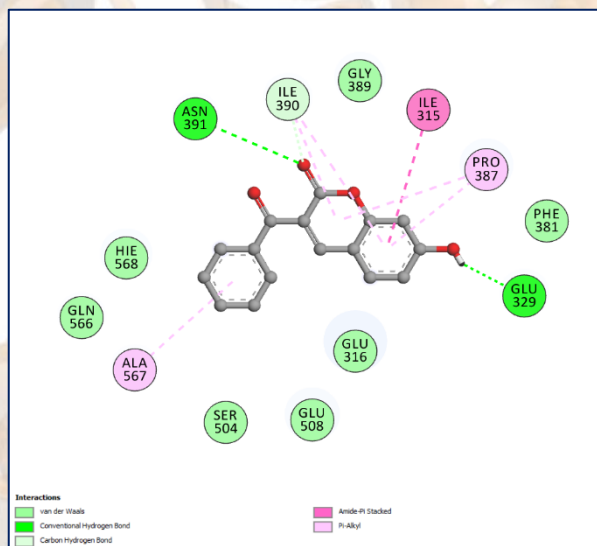 GLY
389
ILE
390
ILE
315
ASN
391
PRO
387
PHE
381
HIE
568
GLU
329
GLN
566
GLU
316
ALA
567
SER
504
GLU
508
Interactions
van der Waals
Conventional Hydrogen Bond
Carbon Hydrogen Bond
Amide-Pi Stacked
Pi-Alkyl